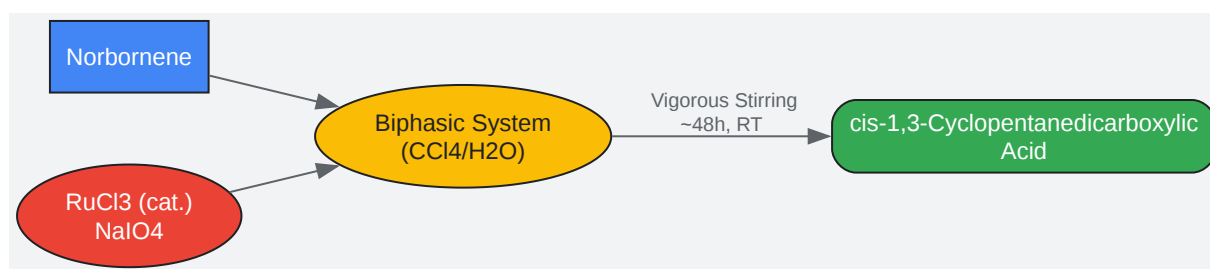 Norbornene
RuCl3 (cat.)
NaIO4
Biphasic System
(CCl4/H2O)
Vigorous Stirring
~48h, RT
cis-1,3-Cyclopentanedicarboxylic
Acid